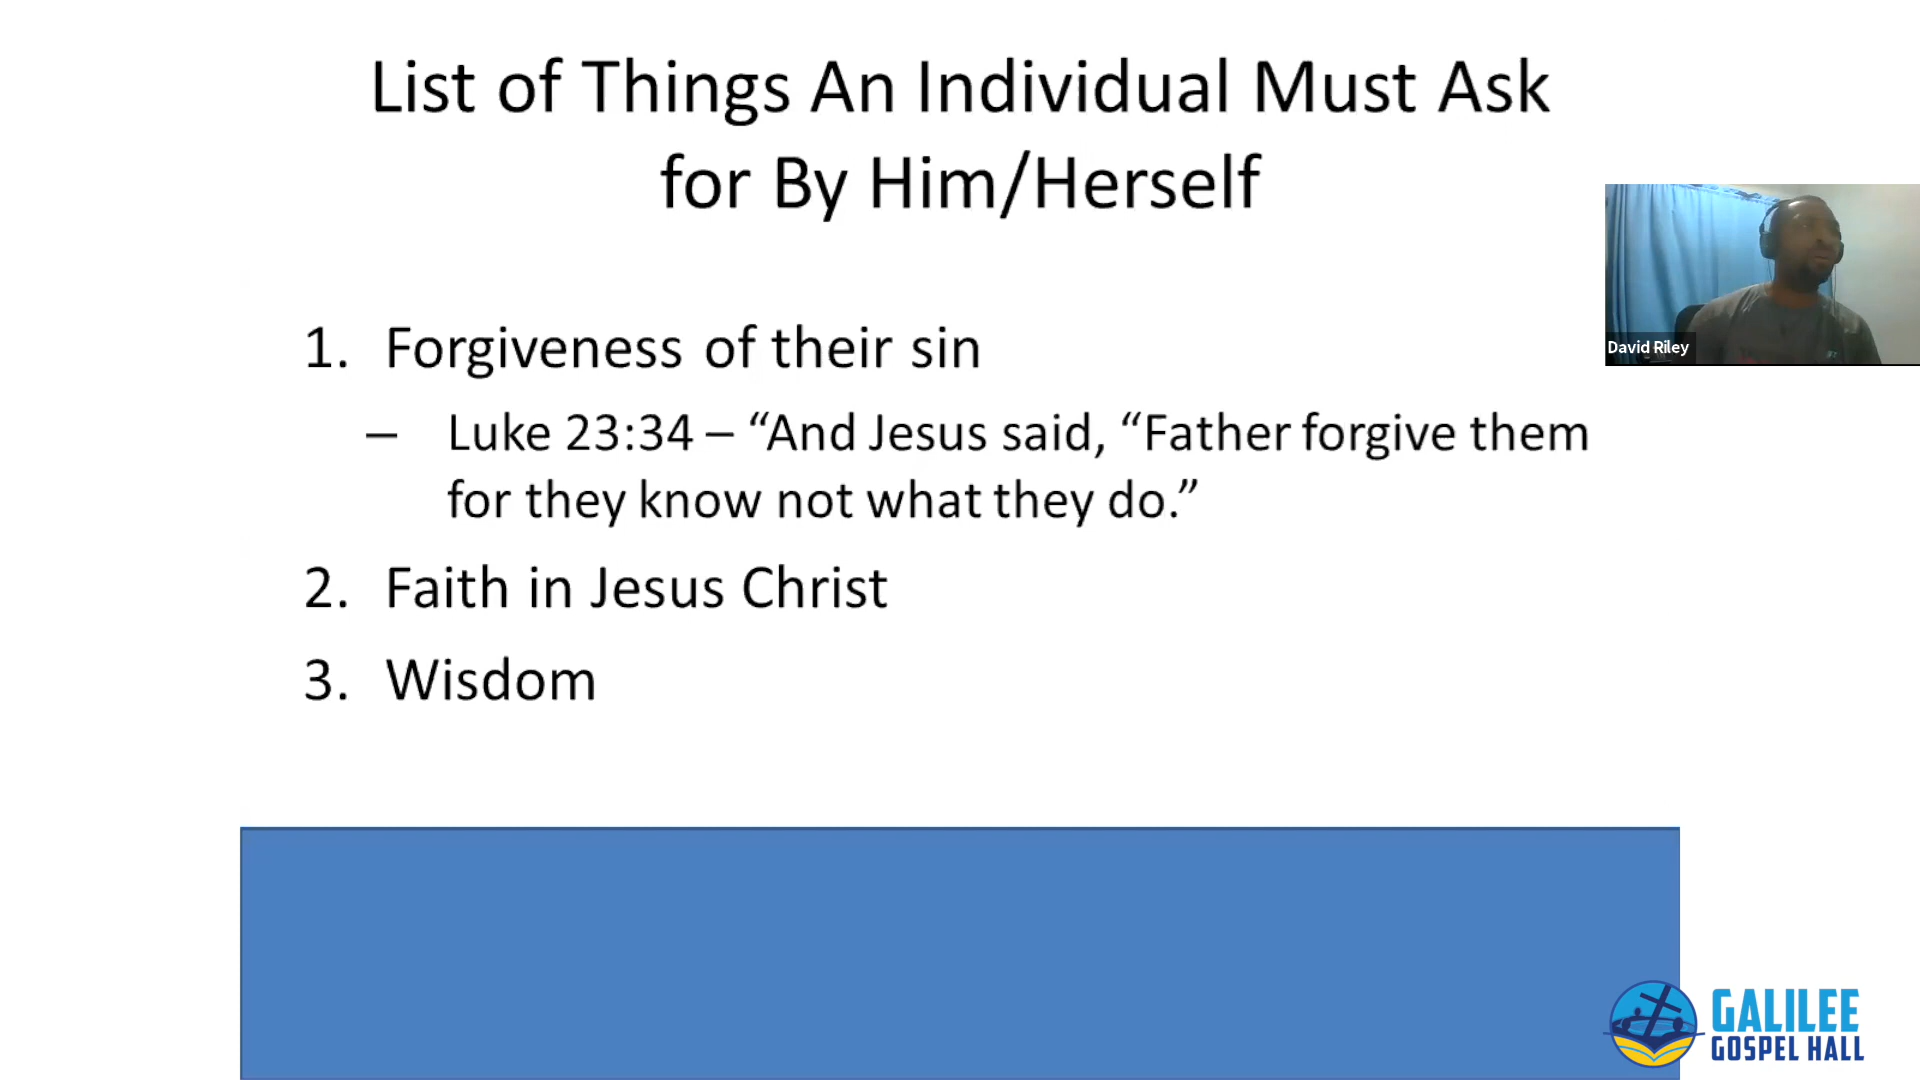 List of Things An Individual Must Ask
for By Him/Herself
1. Forgiveness of their sin
– Luke 23:34 – “And Jesus said, “Father forgive them
for they know not what they do.”
2. Faith in Jesus Christ
3. Wisdom
David Riley
GALILEE
GOSPEL HALL